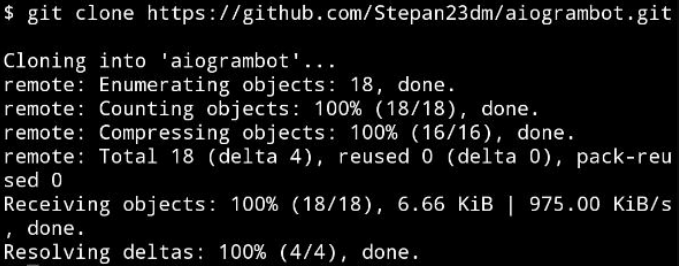 $ git clone https://github.com/Stepan23dm/aiogrambot.git
Cloning into 'aiogrambot'...
remote: Enumerating objects: 18, done.
remote: Counting objects: 100% (18/18), done.
remote: Compressing objects: 100% (16/16), done.
remote: Total 18 (delta 4), reused 0 (delta 0), pack-reu
sed 0
Receiving objects: 100% (18/18), 6.66 KiB | 975.00 KiB/s
, done.
Resolving deltas: 100% (4/4), done.